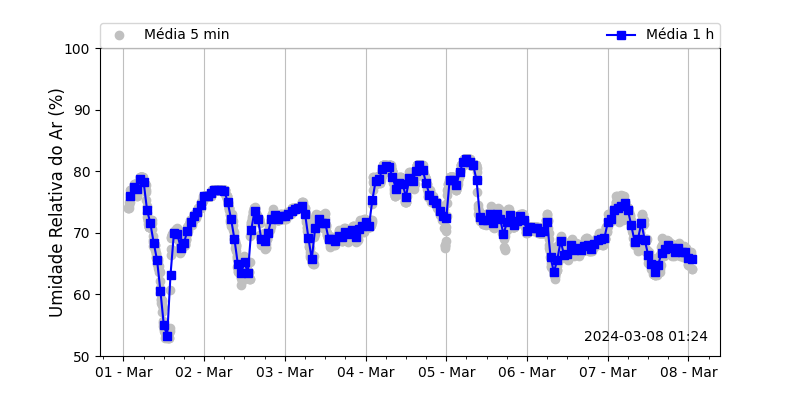 Média 5 min
Média 1 h
100
90
80
70
60
50
Umidade Relativa do Ar (%)
2024-03-08 01:24
01 - Mar
02 - Mar
03 - Mar
04 - Mar
05 - Mar
06 - Mar
07 - Mar
08 - Mar